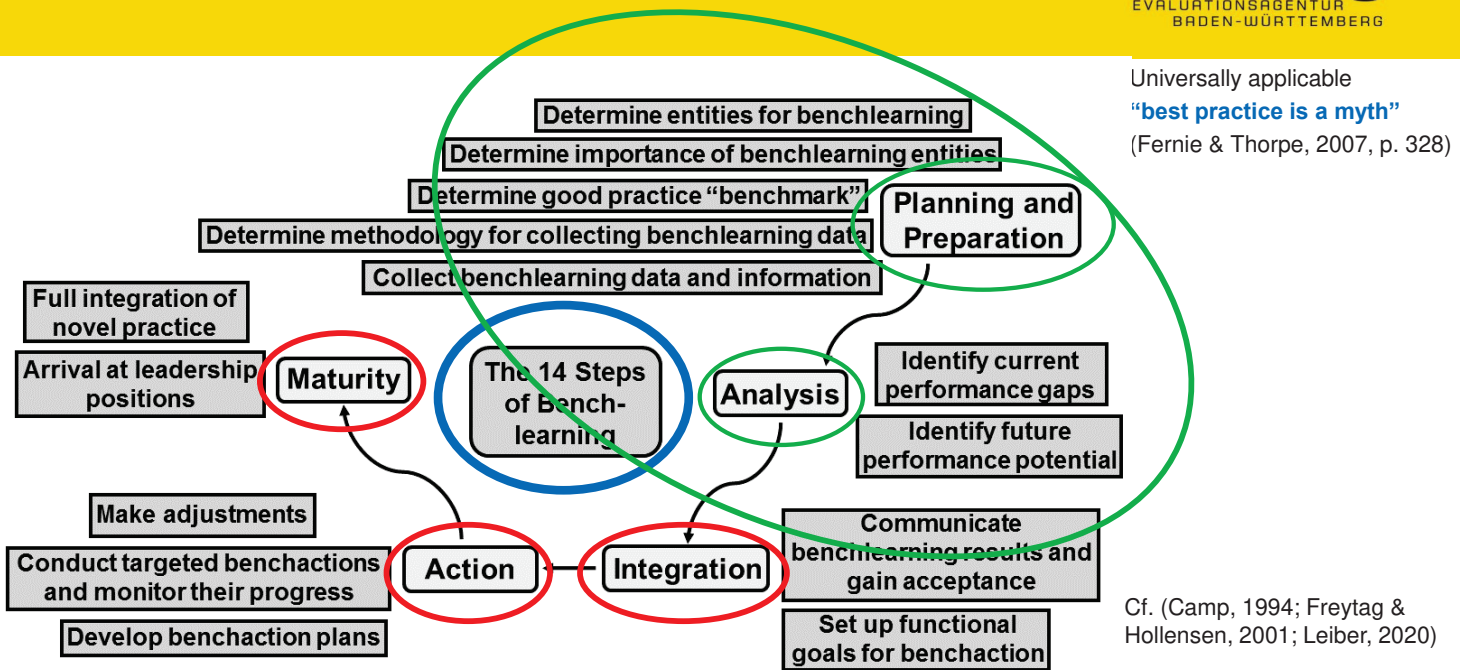 EVALUATIONSAGENTUR
BADEN-WÜRTTEMBERG
Universally applicable
“best practice is a myth”
(Fernie & Thorpe, 2007, p. 328)
Determine entities for benchlearning
Determine importance of benchlearning entities
Determine good practice “benchmark”
Determine methodology for collecting benchlearning data
Collect benchlearning data and information
Planning and
Preparation
Full integration of
novel practice
Arrival at leadership
positions
Maturity
The 14 Steps
of Bench-
learning
Analysis
Identify current
performance gaps
Identify future
performance potential
Make adjustments
Conduct targeted benchactions
and monitor their progress
Develop benchaction plans
Action
Integration
Communicate
benchlearning results and
gain acceptance
Set up functional
goals for benchaction
Cf. (Camp, 1994; Freytag &
Hollensen, 2001; Leiber, 2020)